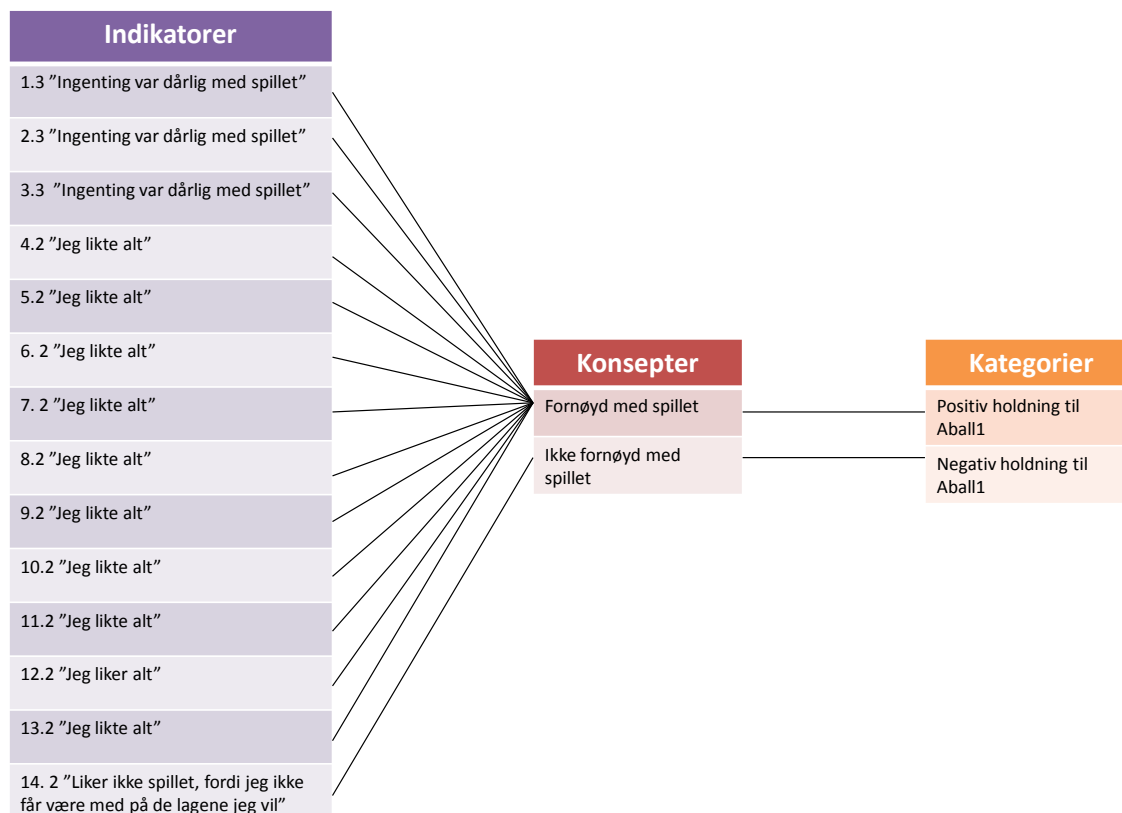 Indikatorer
1.3 ”Ingenting var dårlig med spillet”
2.3 ”Ingenting var dårlig med spillet”
3.3 ”Ingenting var dårlig med spillet”
4.2 ”Jeg likte alt”
5.2 ”Jeg likte alt”
6. 2 ”Jeg likte alt”
7. 2 ”Jeg likte alt”
8.2 ”Jeg likte alt”
9.2 ”Jeg likte alt”
10.2 ”Jeg likte alt”
11.2 ”Jeg likte alt”
12.2 ”Jeg liker alt”
13.2 ”Jeg likte alt”
14. 2 ”Liker ikke spillet, fordi jeg ikke
får være med på de lagene jeg vil”
Konsepter
Fornøyd med spillet
Ikke fornøyd med
spillet
Kategorier
Positiv holdning til
Aball1
Negativ holdning til
Aball1